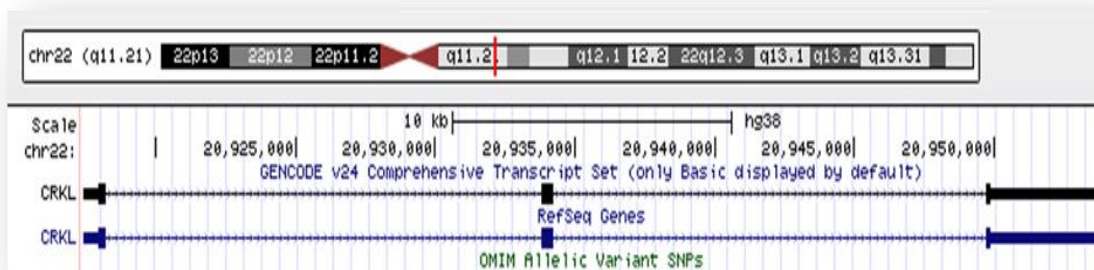 chr22 (q11.21) 22p13 22p12 22p11.2 q11.2 q12.1 12.2 22q12.3 q13.1 q13.2 q13.31
Scale 10 kb hg38
chr22: 20,925,000 20,930,000 20,935,000 20,940,000 20,945,000 20,950,000
GENCODE v24 Comprehensive Transcript Set (only Basic displayed by default)
CRKL
RefSeq Genes
CRKL
OMIM Allelic Variant SNPs